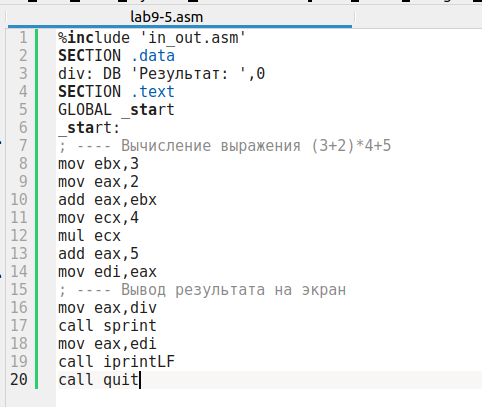 lab9-5.asm
1 %include 'in_out.asm'
2 SECTION .data
3 div: DB 'Результат: ',0
4 SECTION .text
5 GLOBAL _start
6 _start:
7 ; ---- Вычисление выражения (3+2)*4+5
8 mov ebx,3
9 mov eax,2
10 add eax,ebx
11 mov ecx,4
12 mul ecx
13 add eax,5
14 mov edi,eax
15 ; ---- Вывод результата на экран
16 mov eax,div
17 call sprint
18 mov eax,edi
19 call iprintLF
20 call quit